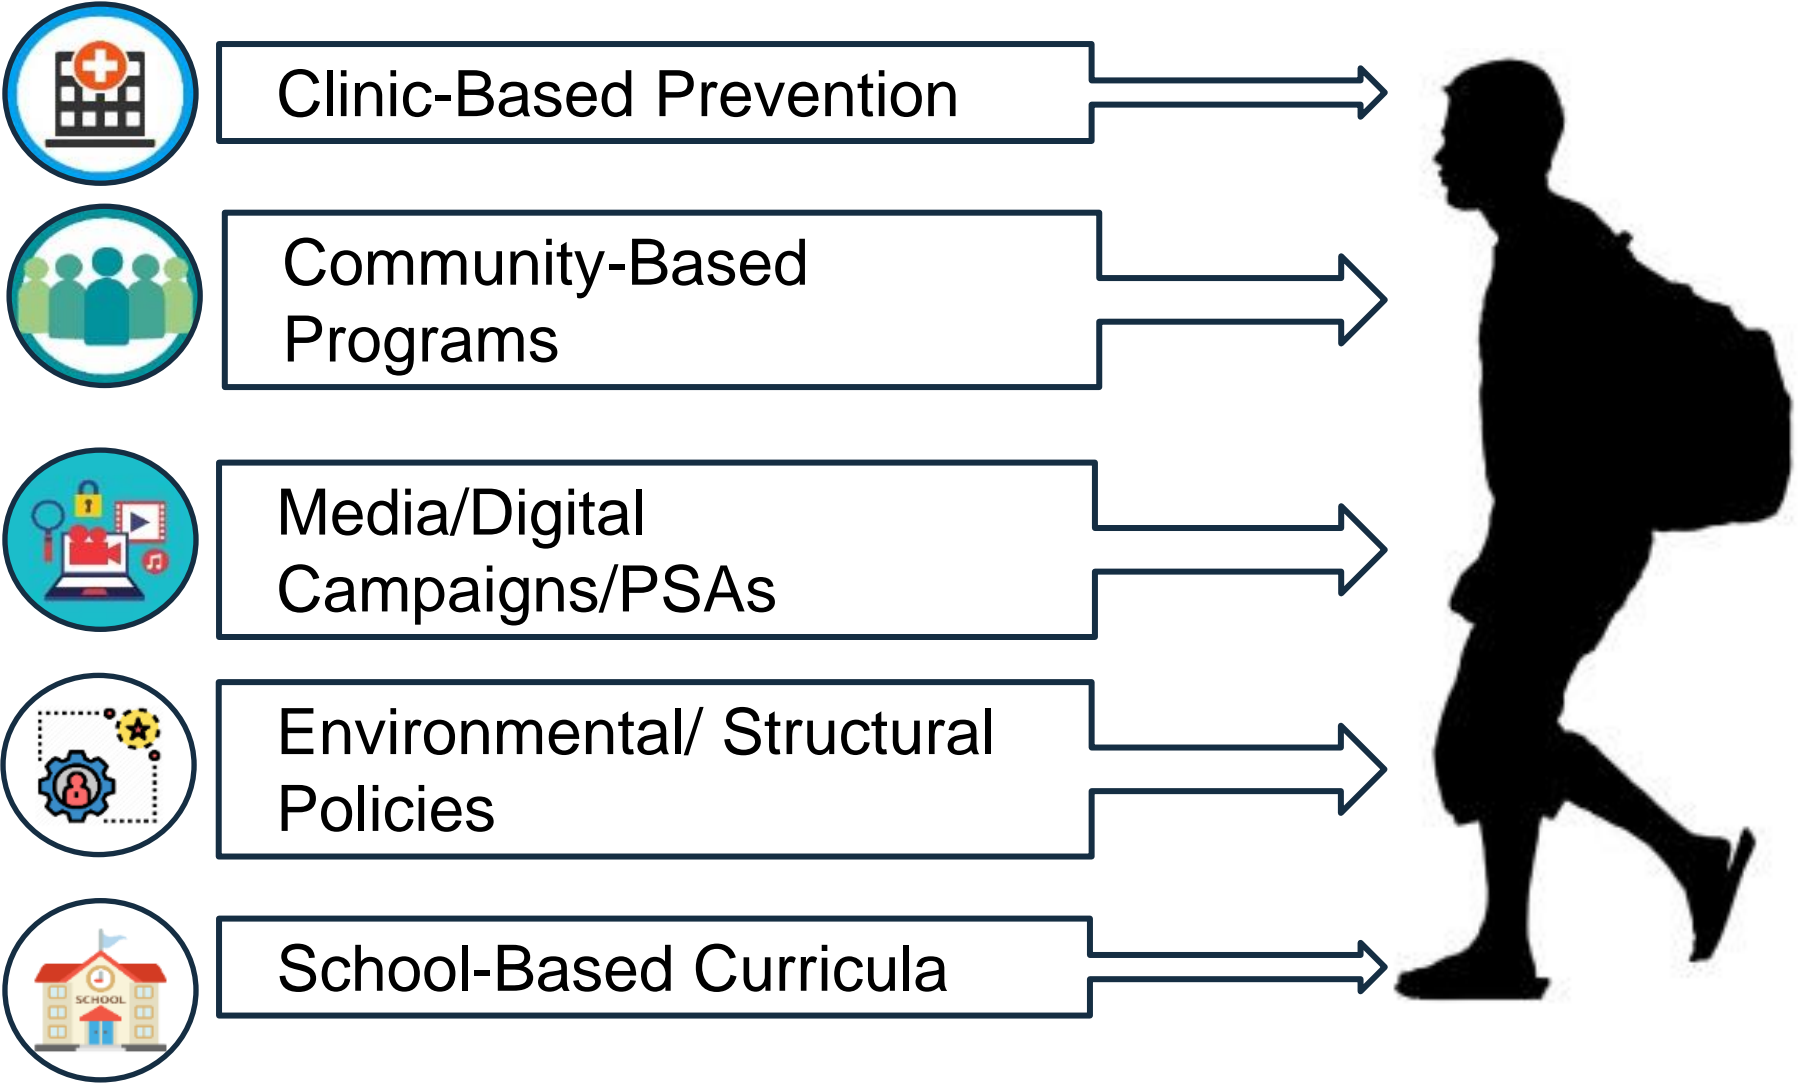 Clinic-Based Prevention
Community-Based
Programs
Media/Digital
Campaigns/PSAs
Environmental/ Structural
Policies
SCHOOL
School-Based Curricula